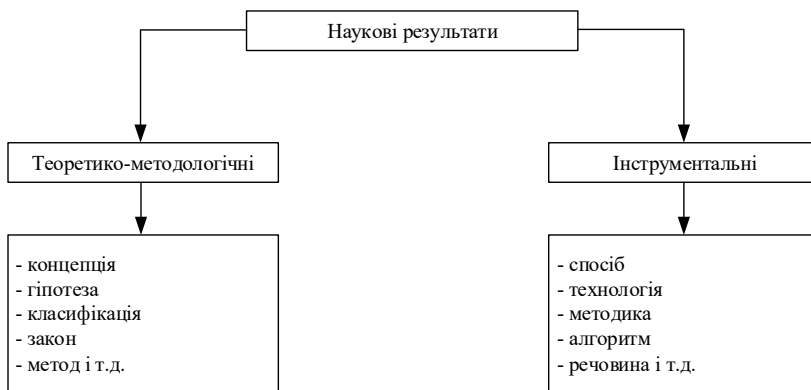 Наукові результати
Теоретико-методологічні
Інструментальні
- концепція
- гіпотеза
- класифікація
- закон
- метод і т.д.
- спосіб
- технологія
- методика
- алгоритм
- речовина і т.д.